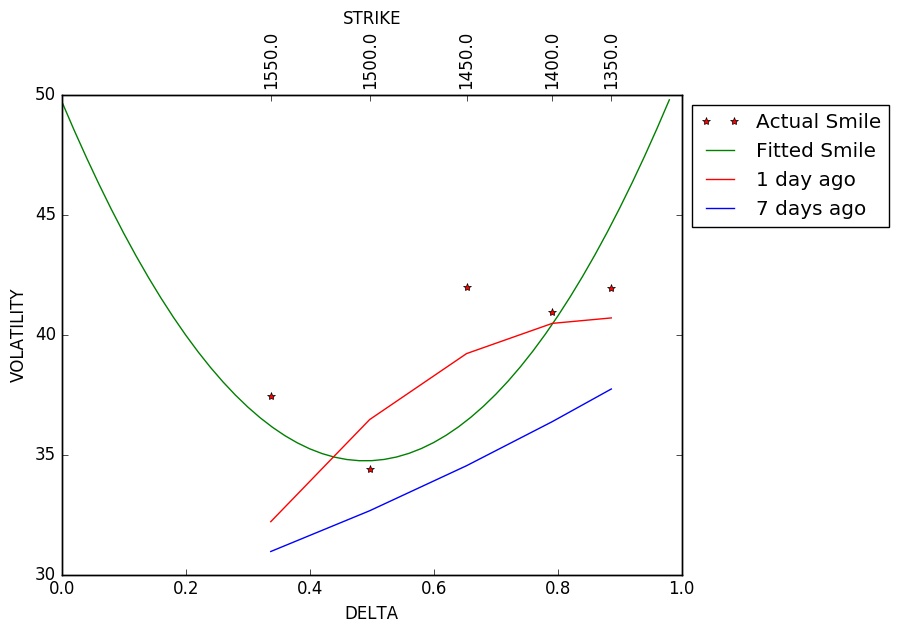 STRIKE
1550.0 1500.0 1450.0 1400.0 1350.0
50
45
40
35
30
VOLATILITY
0.0 0.2 0.4 0.6 0.8 1.0
DELTA
Actual Smile
Fitted Smile
1 day ago
7 days ago